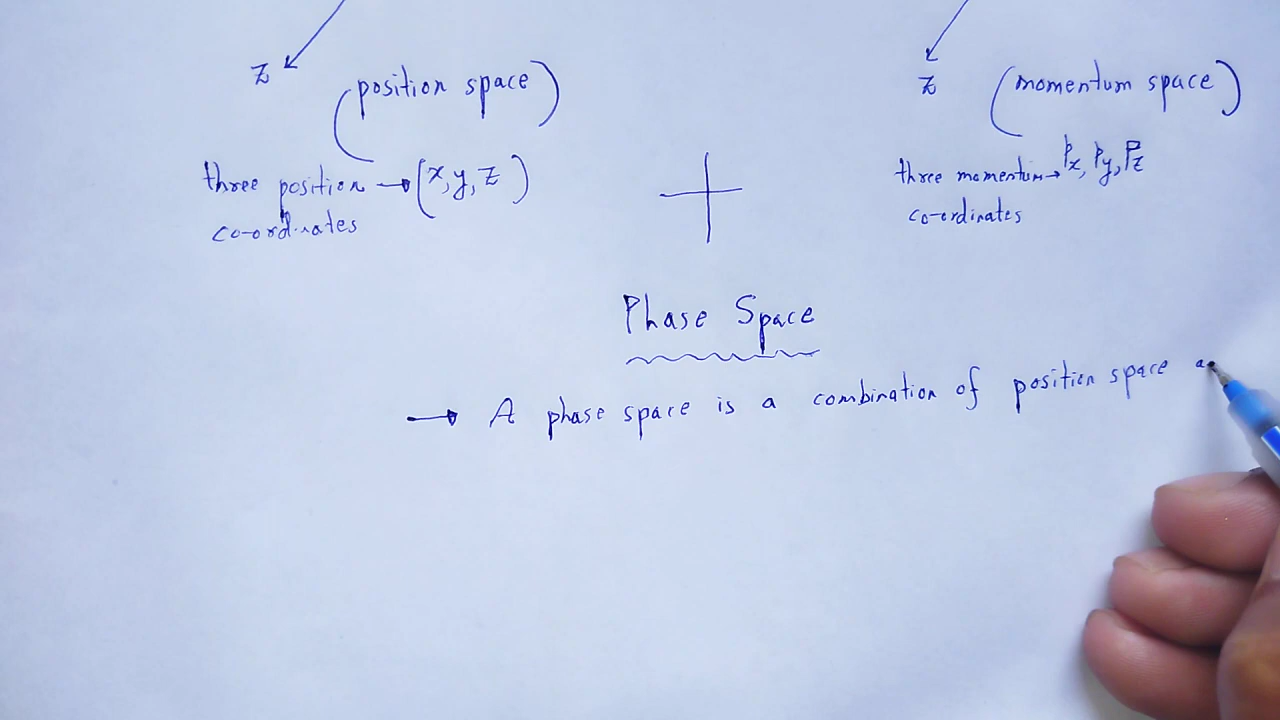 z
(position space)
three position → (x, y, z)
co-ordinates
+
z
(momentum space)
three momentum → Px, Py, Pz
co-ordinates
Phase Space
→ A phase space is a combination of position space a